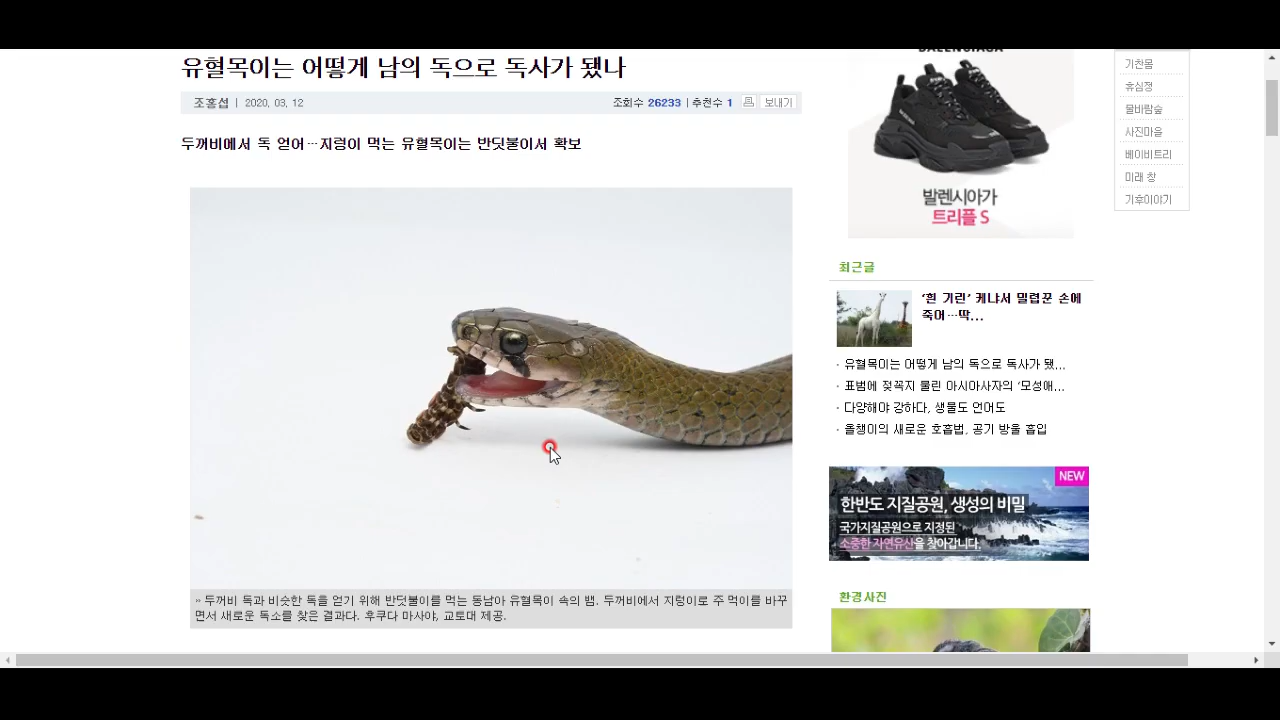 유혈목이는 어떻게 남의 독으로 독사가 됐나
조홍섭 | 2020. 03. 12
조회수 26233 | 추천수 1
보내기
두꺼비에서 독 얻어…지렁이 먹는 유혈목이는 반딧불이서 확보
» 두꺼비 독과 비슷한 독을 얻기 위해 반딧불이를 먹는 동남아 유혈목이 속의 뱀. 두꺼비에서 지렁이로 주 먹이를 바꾸
면서 새로운 독소를 찾은 결과다. 후쿠다 마사야, 교토대 제공.
BALENCIAGA
발렌시아가
트리플 S
최근글
‘흰 기린’ 케냐서 밀렵꾼 손에
죽어…딱...
· 유혈목이는 어떻게 남의 독으로 독사가 됐...
· 표범에 젖꼭지 물린 아시아사자의 ‘모성애...
· 다양해야 강하다, 생물도 언어도
· 올챙이의 새로운 호흡법, 공기 방울 흡입
NEW
한반도 지질공원, 생성의 비밀
국가지질공원으로 지정된
소중한 자연유산을 찾아갑니다.
환경사진
기찬몸
휴심정
물바람숲
사진마을
베이비트리
미래 창
기후이야기